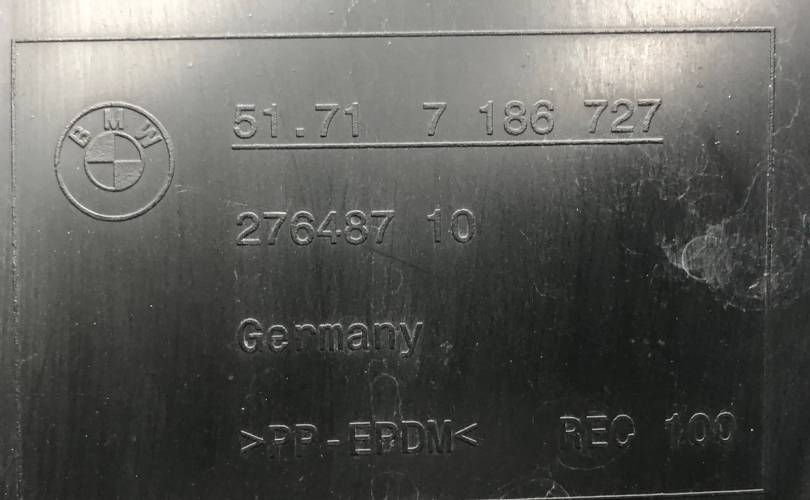 BMW
51.71 7 186 727
276487 10
Germany
>PP-EPDM< REC 100